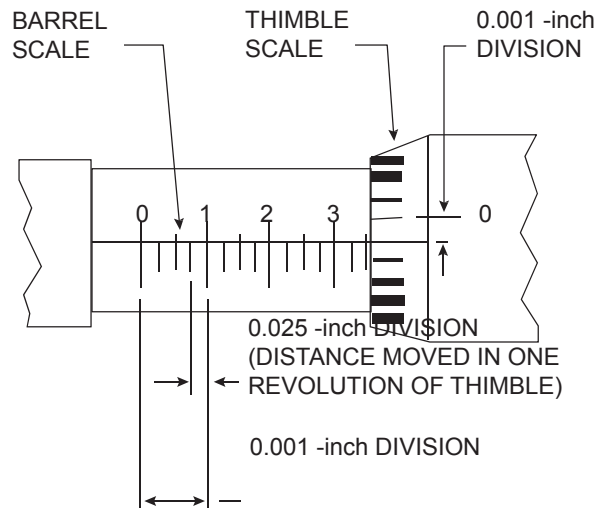 BARREL
SCALE
THIMBLE
SCALE
0.001 -inch
DIVISION
0 1 2 3
0
0.025 -inch DIVISION
(DISTANCE MOVED IN ONE
REVOLUTION OF THIMBLE)
0.001 -inch DIVISION